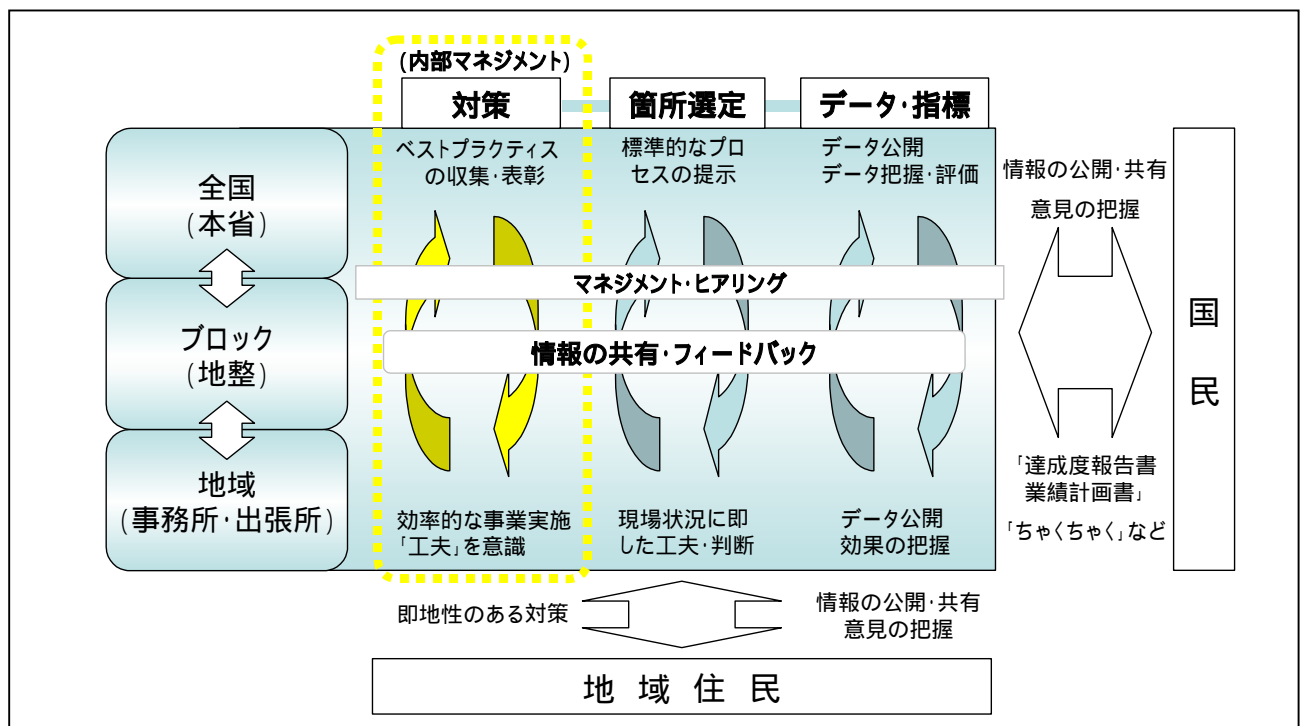 (内部マネジメント)
対策
箇所選定
データ・指標
ベストプラクティス
の収集・表彰
標準的なプロ
セスの提示
データ公開
データ把握・評価
全国
(本省)
情報の公開・共有
意見の把握
マネジメント・ヒアリング
ブロック
(地整)
情報の共有・フィードバック
国
民
地域
(事務所・出張所)
効率的な事業実施
「工夫」を意識
現場状況に即
した工夫・判断
データ公開
効果の把握
「達成度報告書
業績計画書」
「ちゃくちゃく」など
即地性のある対策
情報の公開・共有
意見の把握
地域住民